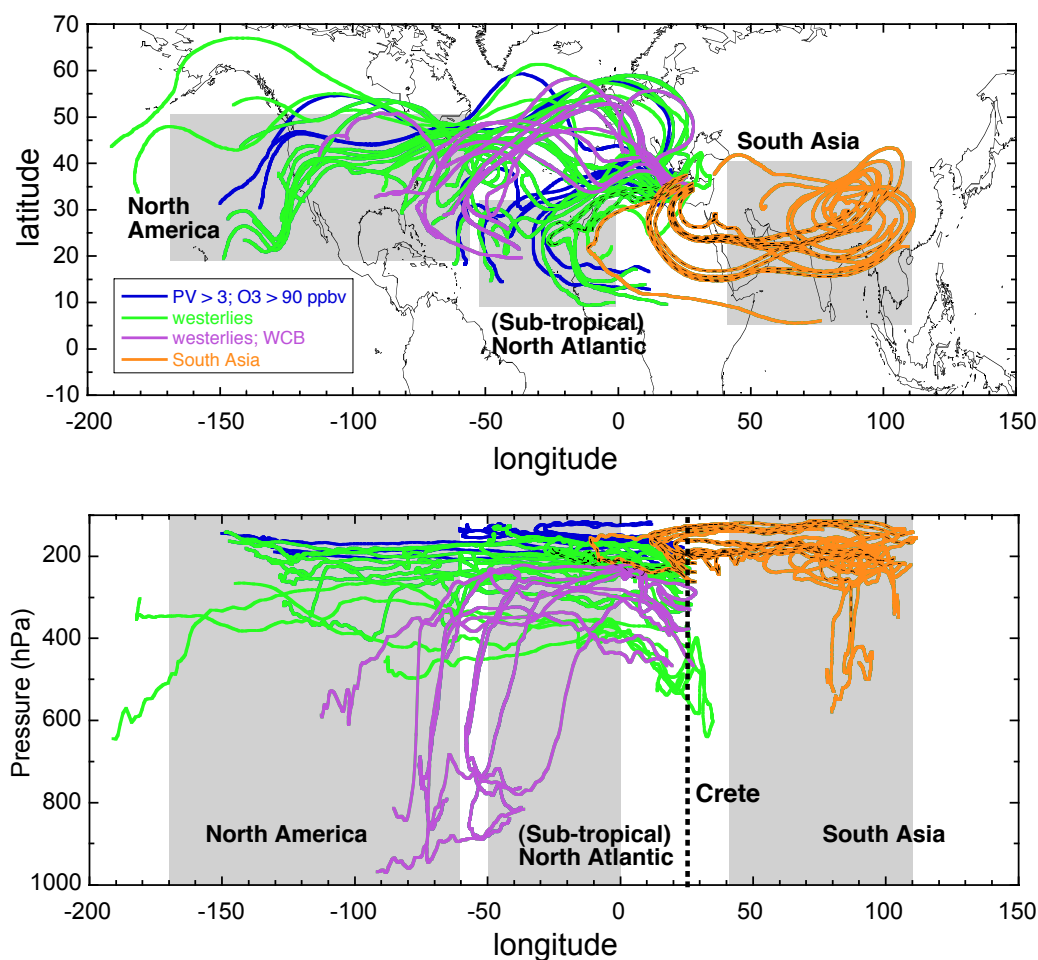 70
60
50
40
30
20
10
0
-10
latitude
South Asia
North
America
PV > 3; O3 > 90 ppbv
westerlies
westerlies; WCB
South Asia
(Sub-tropical)
North Atlantic
-200 -150 -100 -50 0 50 100 150
longitude
200
400
600
800
1000
Pressure (hPa)
Crete
North America
(Sub-tropical)
North Atlantic
South Asia
-200 -150 -100 -50 0 50 100 150
longitude